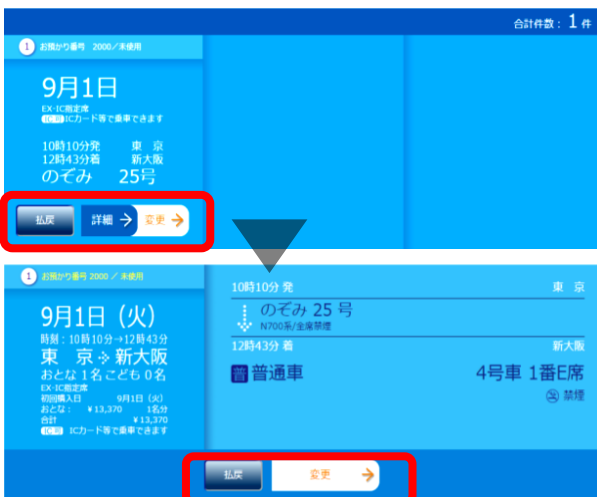 合計件数： 1 件
1 お預かり番号 2000／未使用
9月1日
EX-IC指定席
IC可 ICカード等で乗車できます
10時10分発 東 京
12時43分着 新大阪
のぞみ 25号
払戻 詳細 → 変更 →
1 お預かり番号 2000 ／ 未使用
9月1日（火）
時刻：10時10分→12時43分
東 京 新大阪
おとな 1名 こども 0名
EX-IC指定席
初回購入日 9月1日（火）
おとな： ￥13,370 1名分
合計 ￥13,370
ICカード等で乗車できます
10時10分 発 東 京
のぞみ 25 号
N700系/全席禁煙
12時43分 着 新大阪
普 普通車 4号車 1番E席
禁煙
払戻 変更 →